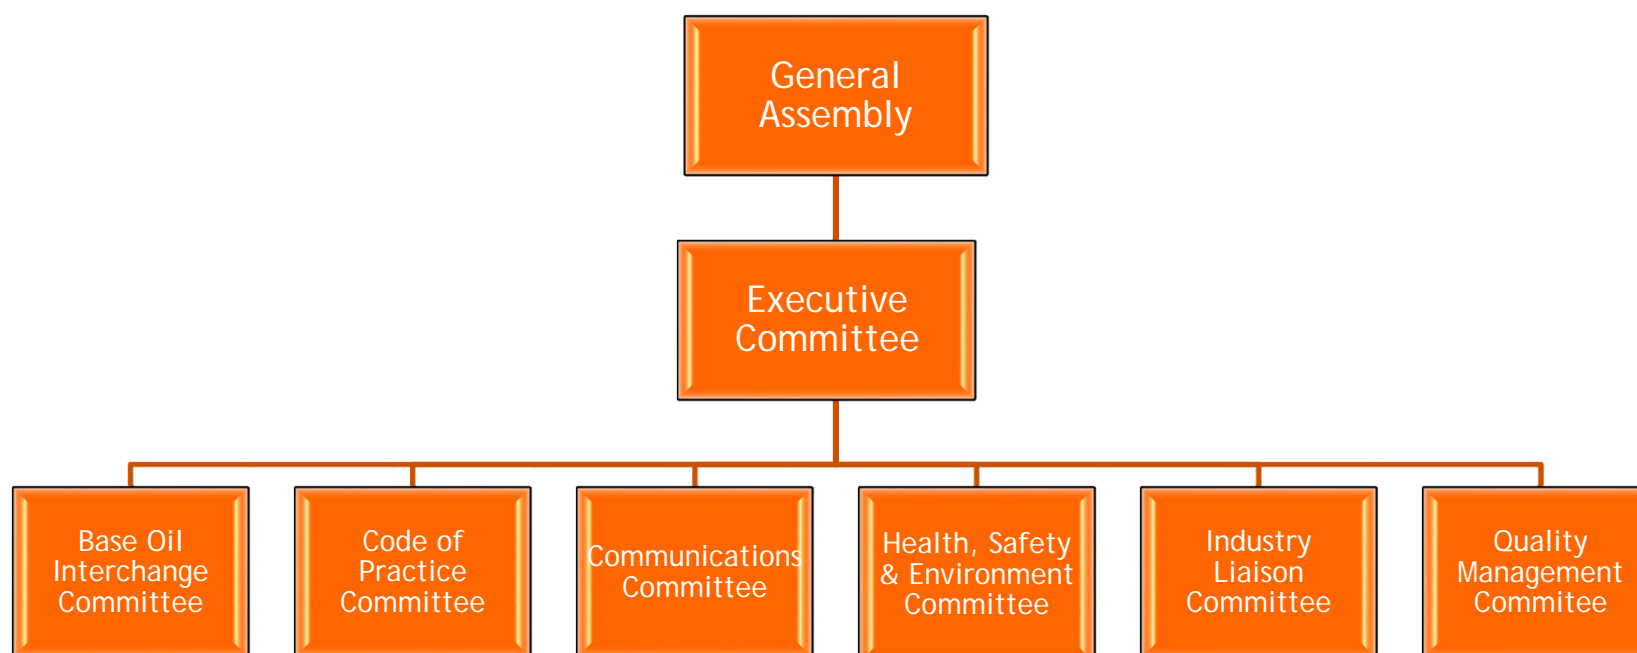 General
Assembly
Executive
Committee
Base Oil
Interchange
Committee
Code of
Practice
Committee
Communications
Committee
Health, Safety
& Environment
Committee
Industry
Liaison
Committee
Quality
Management
Commitee